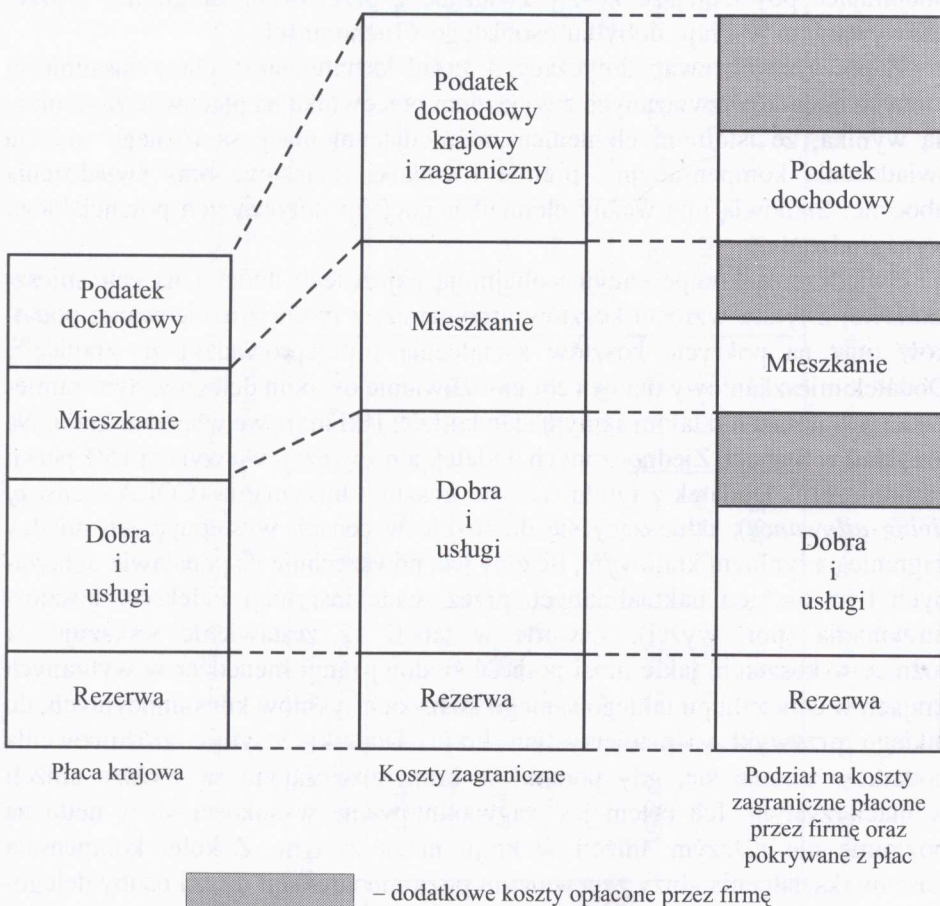 Podatek
dochodowy
Mieszkanie
Dobra
i
usługi
Rezerwa
Płaca krajowa
Podatek
dochodowy
krajowy
i zagraniczny
Mieszkanie
Dobra
i
usługi
Rezerwa
Koszty zagraniczne
Podatek
dochodowy
Mieszkanie
Dobra
i
usługi
Rezerwa
Podział na koszty
zagraniczne płacone
przez firmę oraz
pokrywane z płac
– dodatkowe koszty opłacone przez firmę